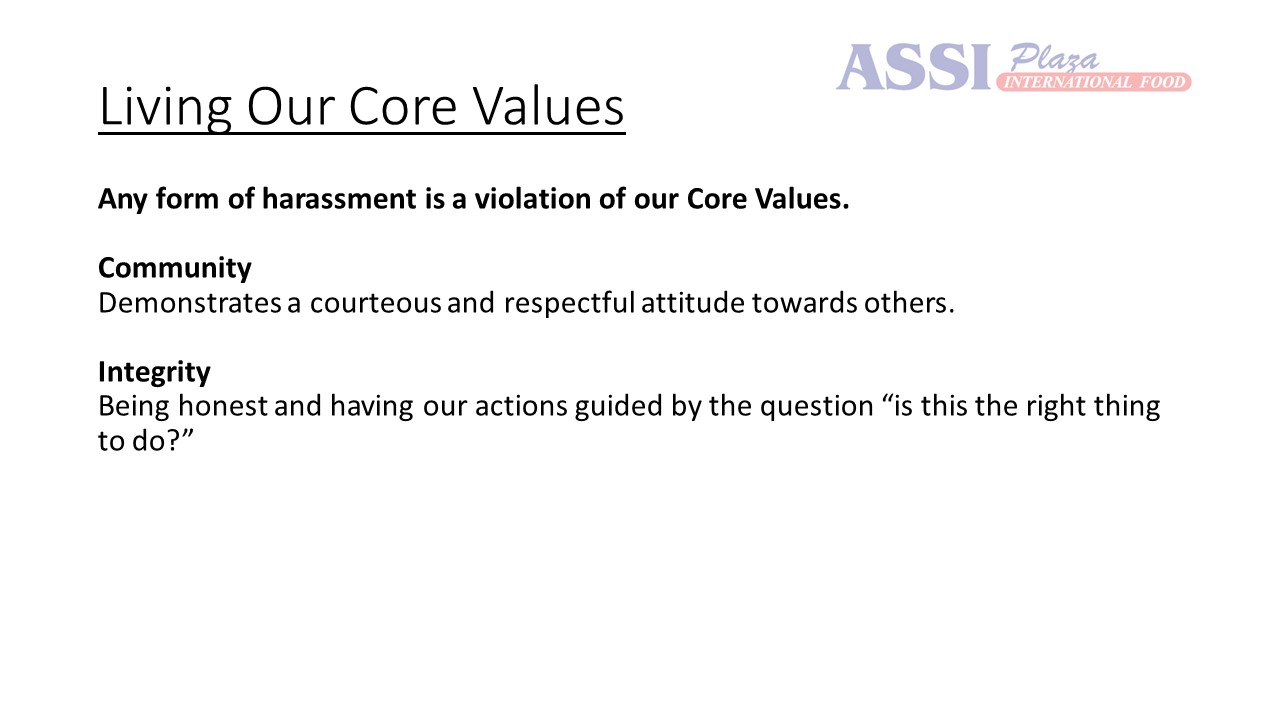 ASSI Plaza
INTERNATIONAL FOOD
Living Our Core Values
Any form of harassment is a violation of our Core Values.
Community
Demonstrates a courteous and respectful attitude towards others.
Integrity
Being honest and having our actions guided by the question “is this the right thing
to do?”